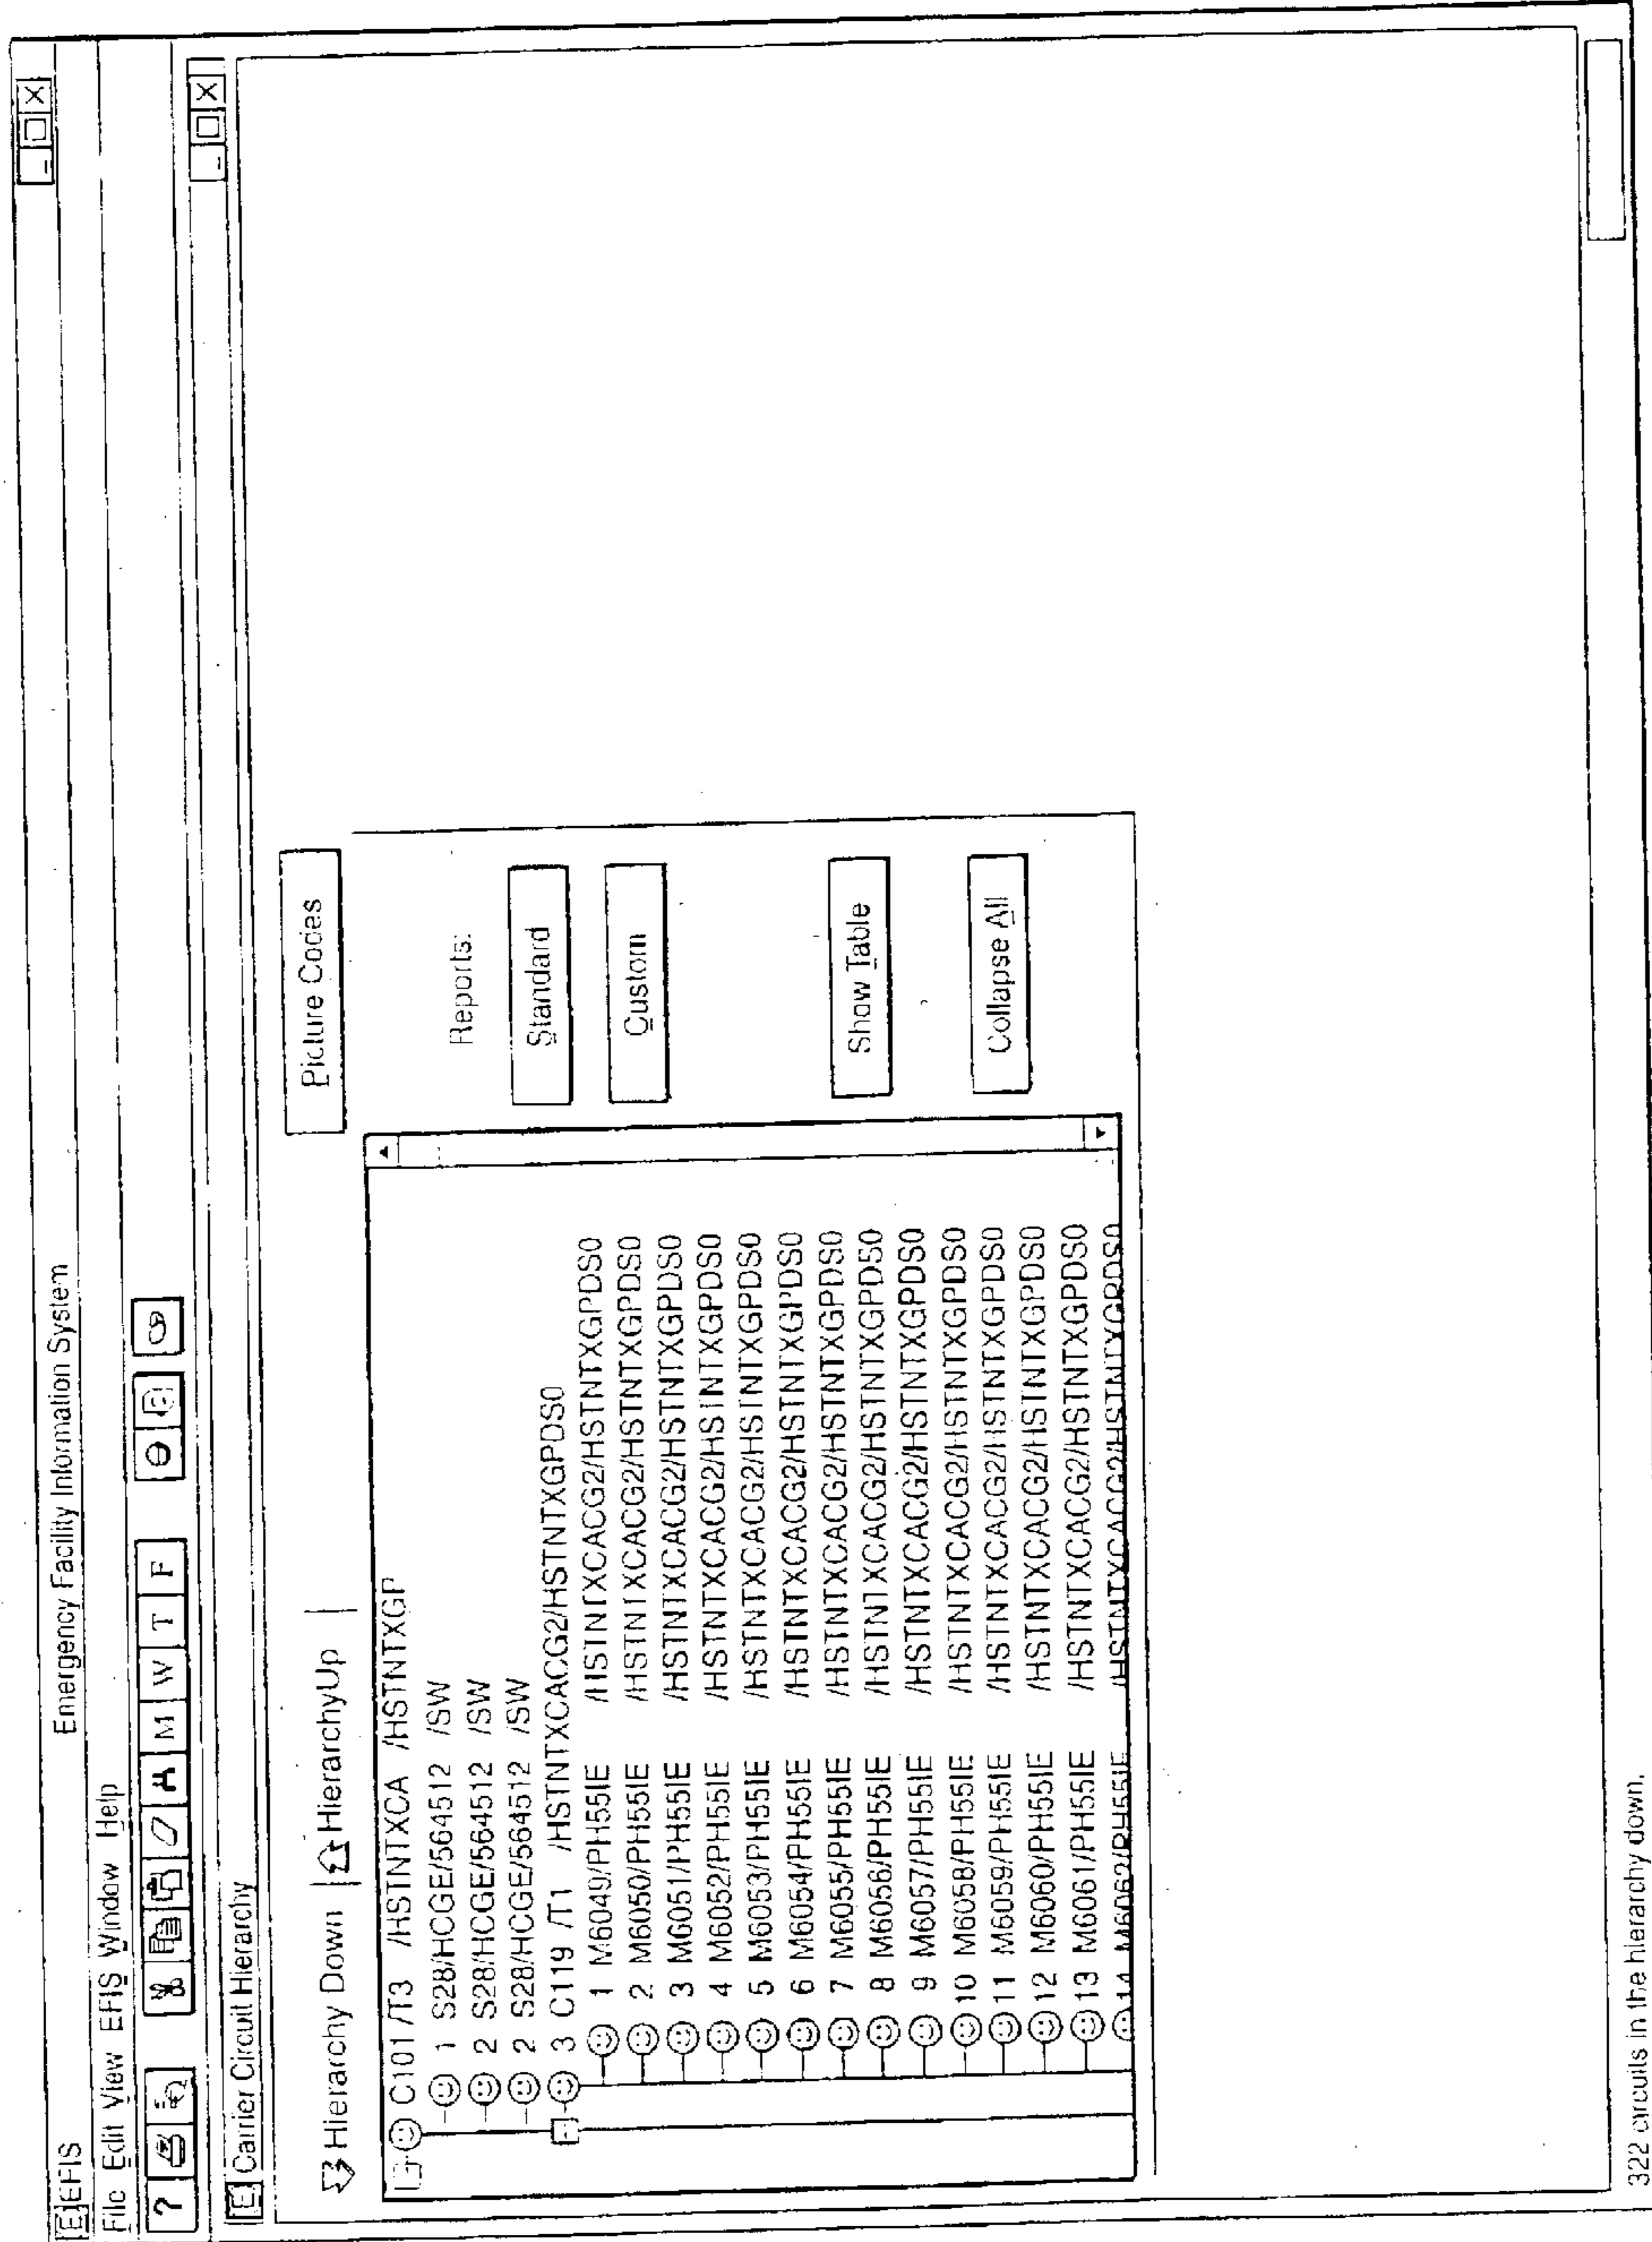 E EFIS Emergency Facility Information System
File Edit View EFIS Window Help
? A M W T F
E Carrier Circuit Hierarchy
Hierarchy Down HierarchyUp
Picture Codes
C101 /T3 /HSTNTXCA /HSTNTXGP
1 S28/HCGE/564512 /SW
2 S28/HCGE/564512 /SW
2 S28/HCGE/564512 /SW
3 C119 /T1 /HSTNTXCACG2/HSTNTXGPDS0
1 M6049/PH55IE /HSTNTXCACG2/HSTNTXGPDS0
2 M6050/PH55IE /HSTNTXCACG2/HSTNTXGPDS0
3 M6051/PH55IE /HSTNTXCACG2/HSTNTXGPDS0
4 M6052/PH55IE /HSTNTXCACG2/HSTNTXGPDS0
5 M6053/PH55IE /HSTNTXCACG2/HSTNTXGPDS0
6 M6054/PH55IE /HSTNTXCACG2/HSTNTXGPDS0
7 M6055/PH55IE /HSTNTXCACG2/HSTNTXGPDS0
8 M6056/PH55IE /HSTNTXCACG2/HSTNTXGPDS0
9 M6057/PH55IE /HSTNTXCACG2/HSTNTXGPDS0
10 M6058/PH55IE /HSTNTXCACG2/HSTNTXGPDS0
11 M6059/PH55IE /HSTNTXCACG2/HSTNTXGPDS0
12 M6060/PH55IE /HSTNTXCACG2/HSTNTXGPDS0
13 M6061/PH55IE /HSTNTXCACG2/HSTNTXGPDS0
14 M6062/PH55IE /HSTNTXCACG2/HSTNTXGPDS0
Reports:
Standard
Custom
Show Table
Collapse All
322 circuits in the hierarchy down.